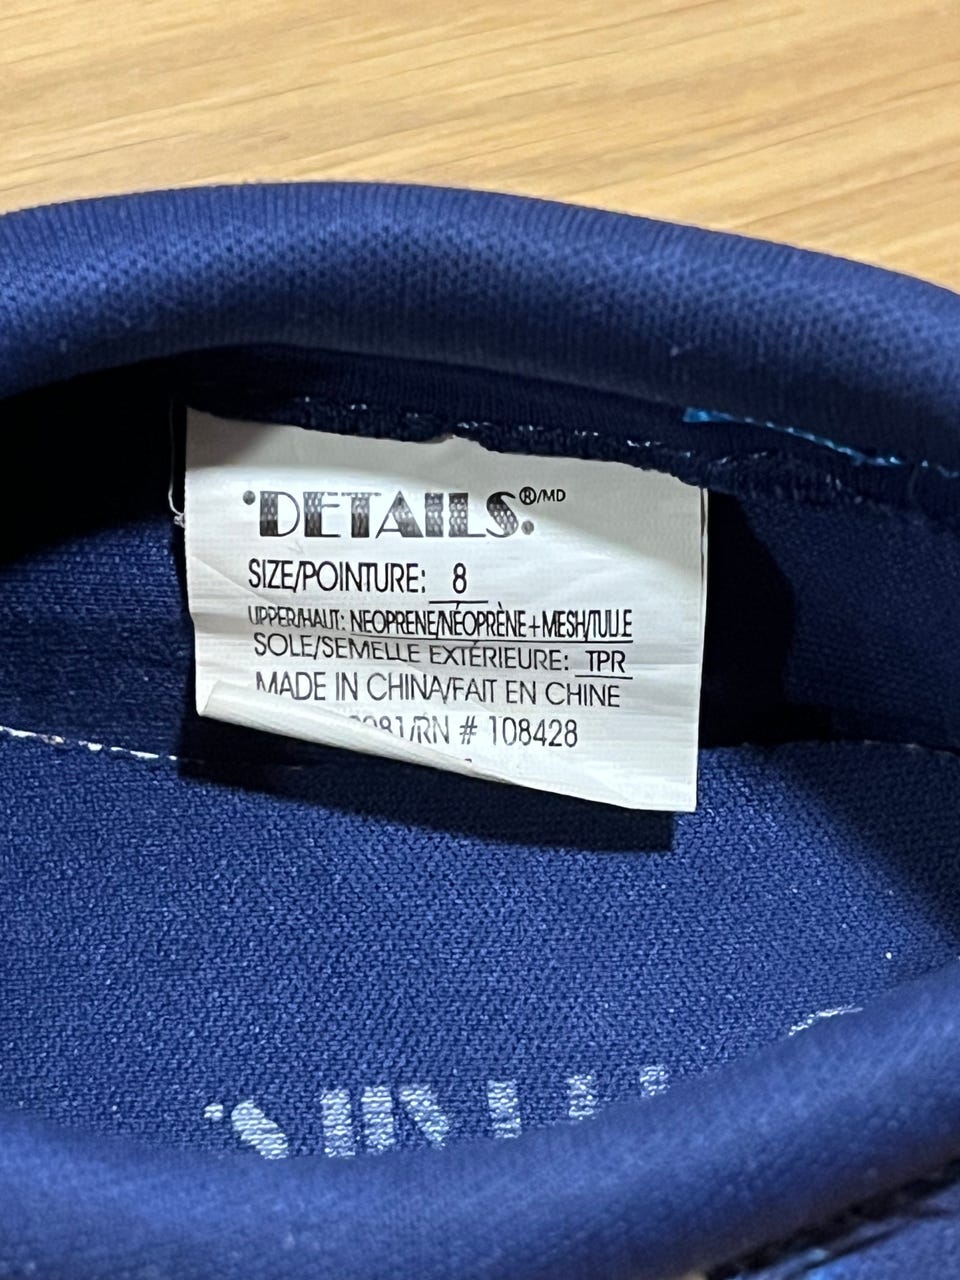 DETAILS.®/MD
SIZE/POINTURE: 8
UPPER/HAUT: NEOPRENE/NÉOPRÈNE+MESH/TULLE
SOLE/SEMELLE EXTÉRIEURE: TPR
MADE IN CHINA/FAIT EN CHINE
RN # 108428